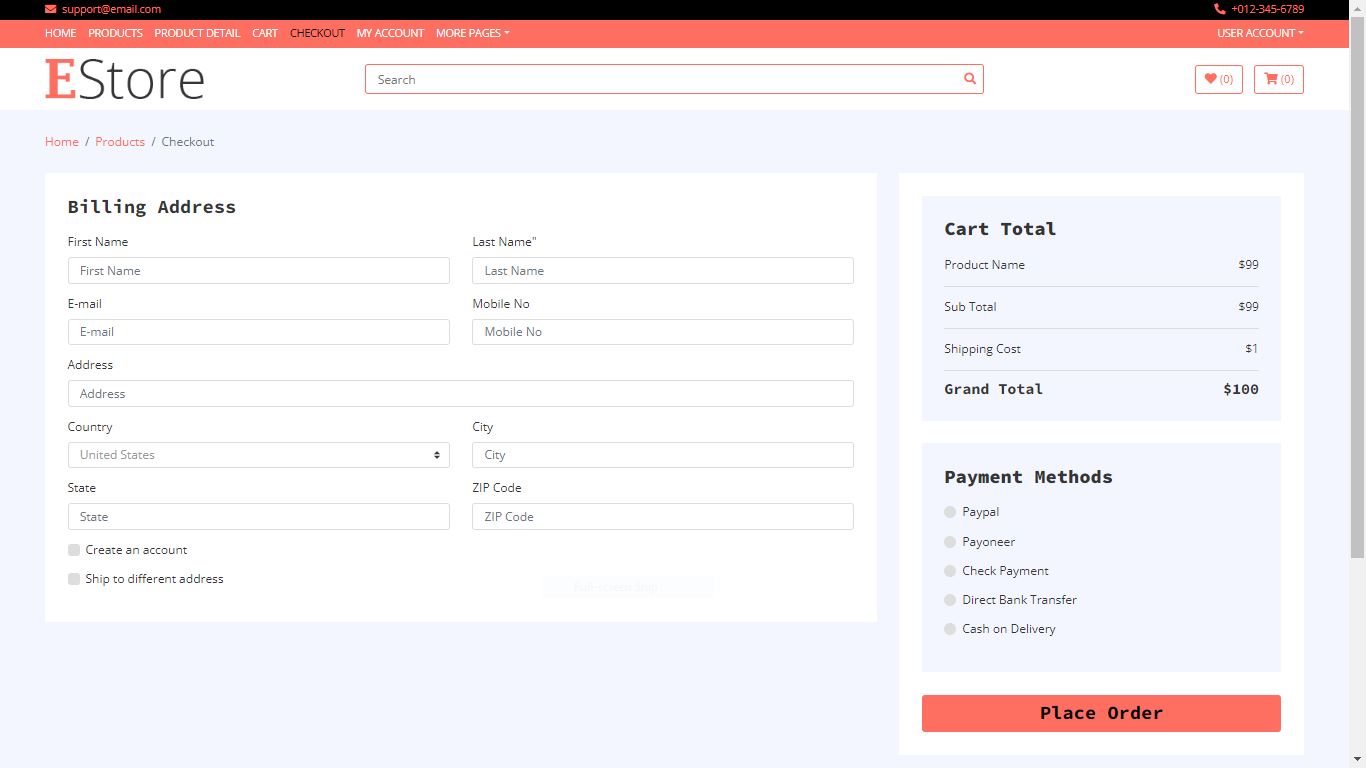 support@email.com +012-345-6789
HOME PRODUCTS PRODUCT DETAIL CART CHECKOUT MY ACCOUNT MORE PAGES USER ACCOUNT
EStore Search (0) (0)
Home / Products / Checkout
Billing Address
First Name Last Name"
First Name Last Name
E-mail Mobile No
E-mail Mobile No
Address
Address
Country City
United States City
State ZIP Code
State ZIP Code
Create an account
Ship to different address
Full-screen Snip
Cart Total
Product Name $99
Sub Total $99
Shipping Cost $1
Grand Total $100
Payment Methods
Paypal
Payoneer
Check Payment
Direct Bank Transfer
Cash on Delivery
Place Order